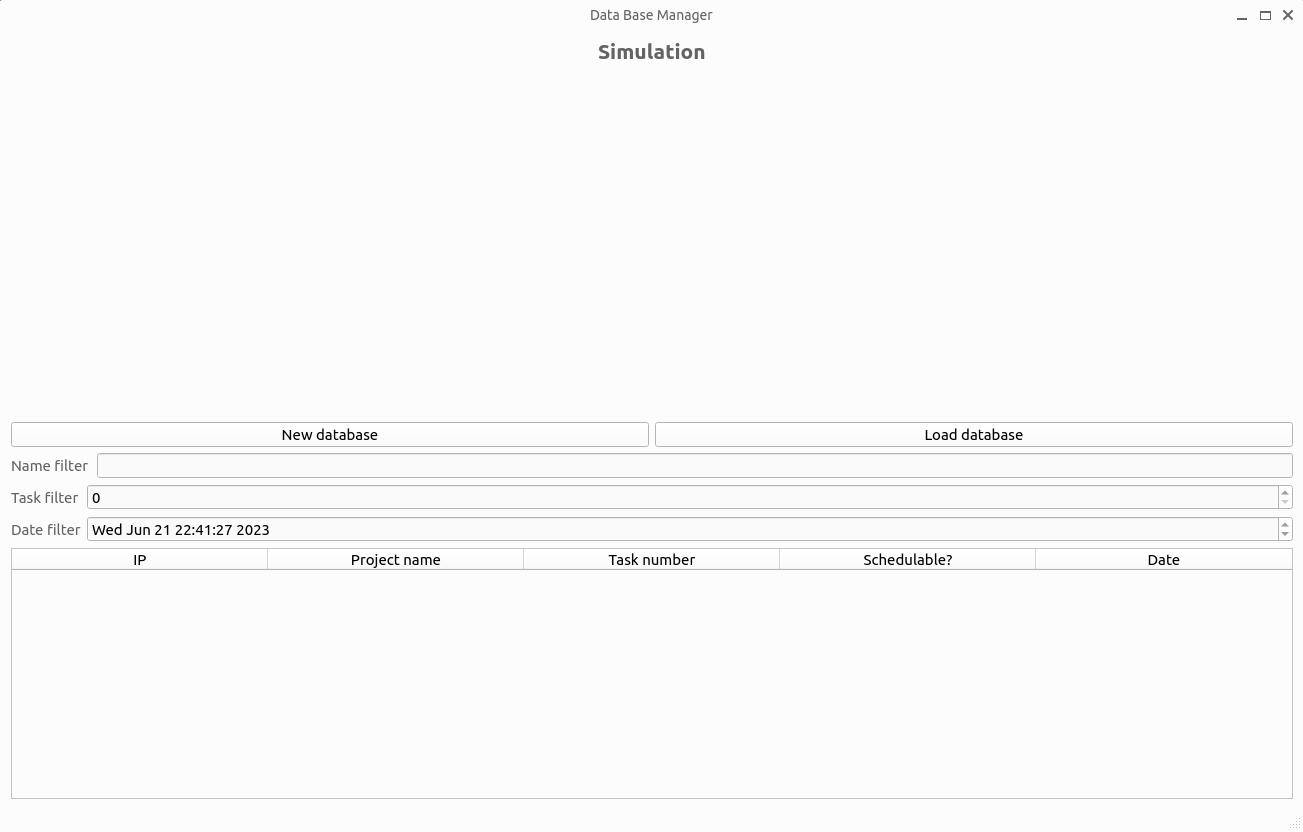 Data Base Manager
Simulation
New database Load database
Name filter
Task filter 0
Date filter Wed Jun 21 22:41:27 2023
IP Project name Task number Schedulable? Date